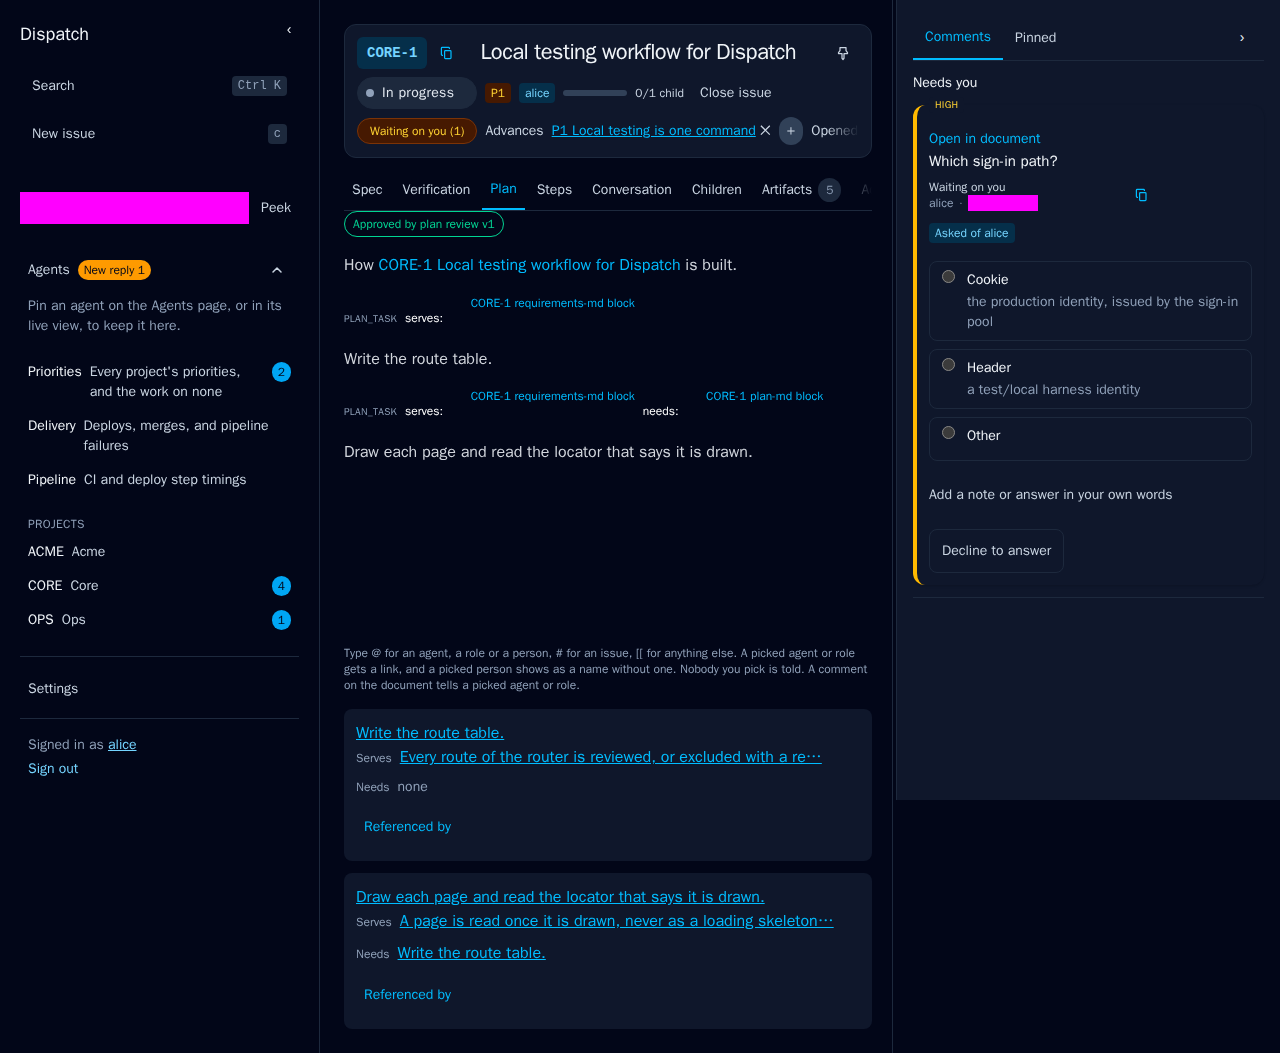 Dispatch
Search
Ctrl K
New issue
C
Peek
Agents
New reply 1
Pin an agent on the Agents page, or in its
live view, to keep it here.
Priorities
Every project's priorities,
and the work on none
2
Delivery
Deploys, merges, and pipeline
failures
Pipeline
CI and deploy step timings
PROJECTS
ACME Acme
CORE Core
4
OPS Ops
1
Settings
Signed in as alice
Sign out
CORE-1
Local testing workflow for Dispatch
In progress
P1
alice
0/1 child
Close issue
Waiting on you (1)
Advances
P1 Local testing is one command
+
Opened
Spec
Verification
Plan
Steps
Conversation
Children
Artifacts
5
Approved by plan review v1
How CORE-1 Local testing workflow for Dispatch is built.
CORE-1 requirements-md block
PLAN_TASK serves:
Write the route table.
CORE-1 requirements-md block
CORE-1 plan-md block
PLAN_TASK serves:
needs:
Draw each page and read the locator that says it is drawn.
Type @ for an agent, a role or a person, # for an issue, [[ for anything else. A picked agent or role
gets a link, and a picked person shows as a name without one. Nobody you pick is told. A comment
on the document tells a picked agent or role.
Write the route table.
Serves Every route of the router is reviewed, or excluded with a re…
Needs none
Referenced by
Draw each page and read the locator that says it is drawn.
Serves A page is read once it is drawn, never as a loading skeleton…
Needs Write the route table.
Referenced by
Comments
Pinned
Needs you
HIGH
Open in document
Which sign-in path?
Waiting on you
alice ·
Asked of alice
Cookie
the production identity, issued by the sign-in
pool
Header
a test/local harness identity
Other
Add a note or answer in your own words
Decline to answer